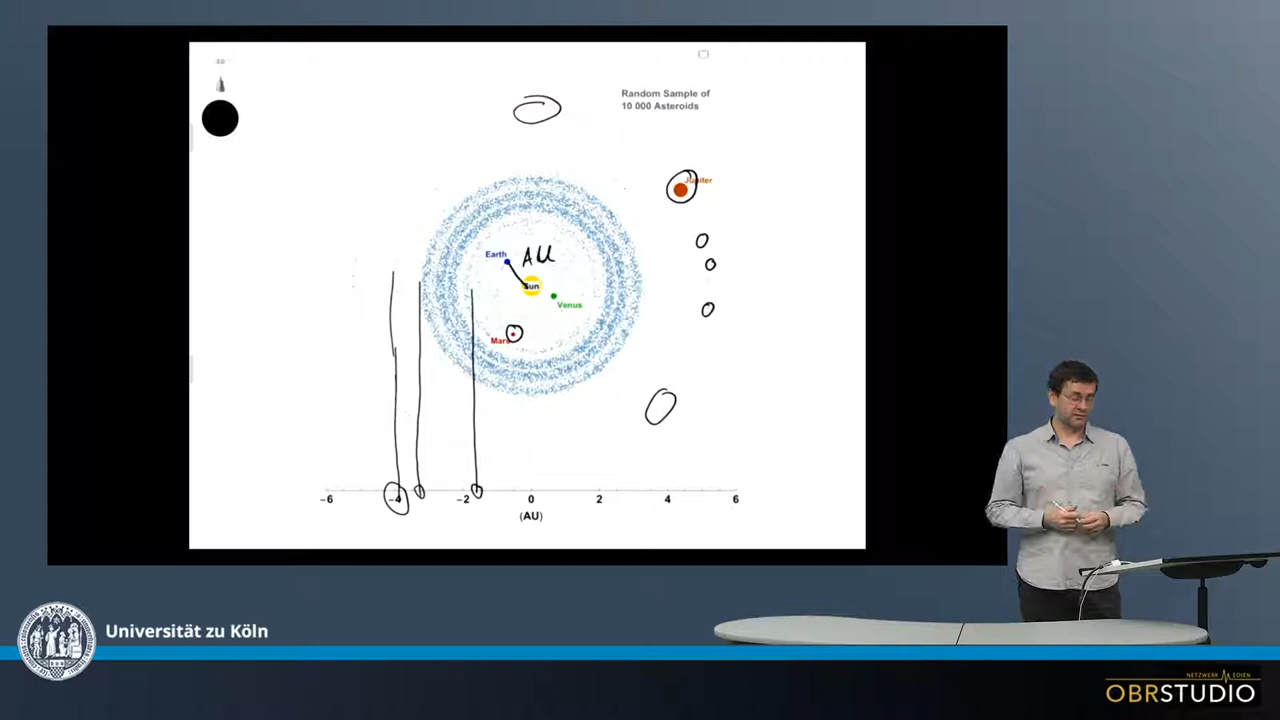 Random Sample of
10 000 Asteroids
Jupiter
Earth
AU
Sun
Venus
Mars
−6 −4 −2 0 2 4 6
(AU)
Universität zu Köln
NETZWERK MEDIEN
OBRSTUDIO